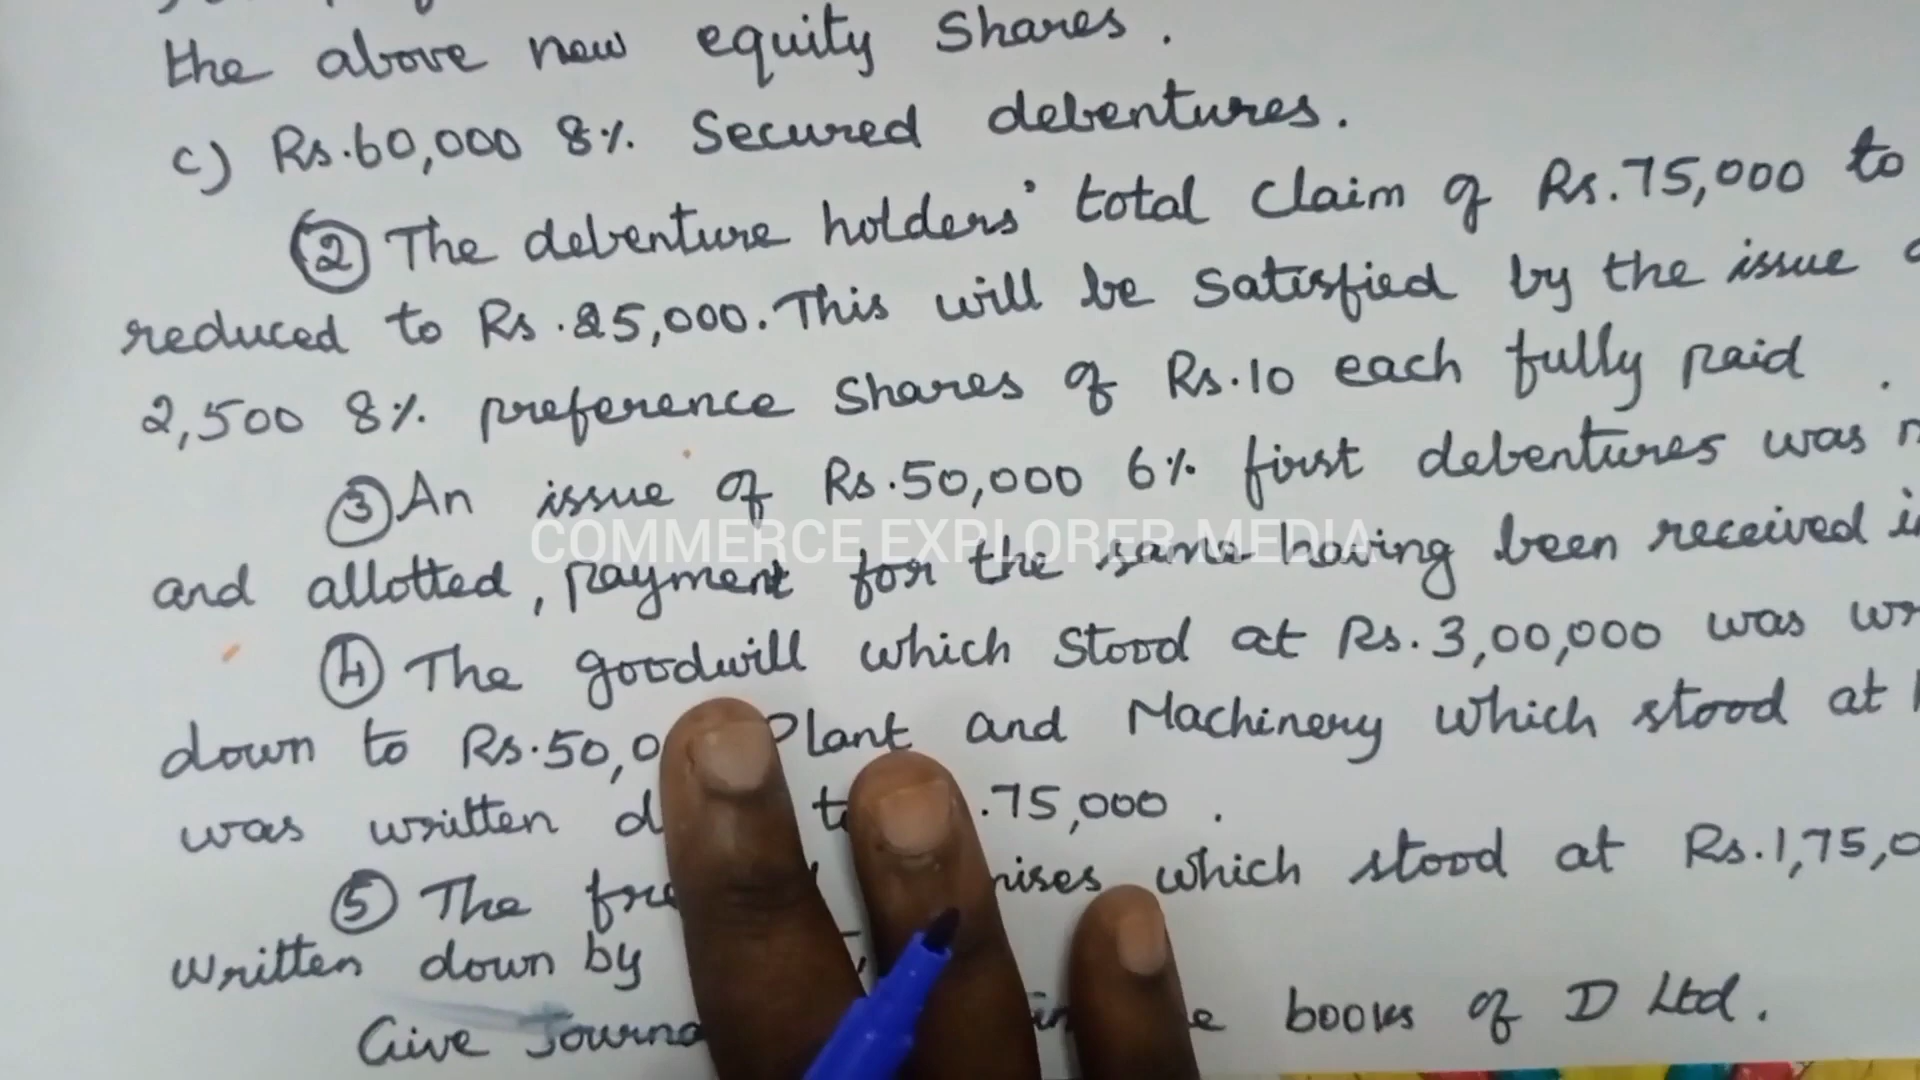 the above new equity Shares.
c) Rs.60,000 8% Secured debentures.
② The debenture holders' total claim of Rs.75,000 to
reduced to Rs.25,000. This will be satisfied by the issue
2,500 8% preference Shares of Rs.10 each fully paid.
③ An issue of Rs.50,000 6% first debentures was
COMMERCE EXPLORER MEDIA
and allotted, payment for the same having been received
④ The goodwill which stood at Rs.3,00,000 was
down to Rs.50,0 Plant and Machinery which stood at
was written .75,000.
⑤ The which stood at Rs.1,75,0
written down by
Give books of D Ltd.